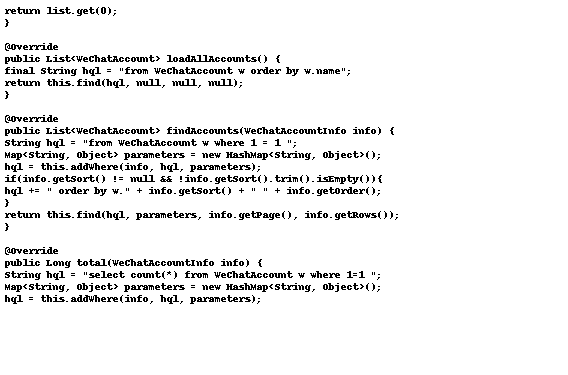 return list.get(0);
}
@Override
public List<WeChatAccount> loadAllAccounts() {
final String hql = "from WeChatAccount w order by w.name";
return this.find(hql, null, null, null);
}
@Override
public List<WeChatAccount> findAccounts(WeChatAccountInfo info) {
String hql = "from WeChatAccount w where 1 = 1 ";
Map<String, Object> parameters = new HashMap<String, Object>();
hql = this.addWhere(info, hql, parameters);
if(info.getSort() != null && !info.getSort().trim().isEmpty()){
hql += " order by w." + info.getSort() + " " + info.getOrder();
}
return this.find(hql, parameters, info.getPage(), info.getRows());
}
@Override
public Long total(WeChatAccountInfo info) {
String hql = "select count(*) from WeChatAccount w where 1=1 ";
Map<String, Object> parameters = new HashMap<String, Object>();
hql = this.addWhere(info, hql, parameters);